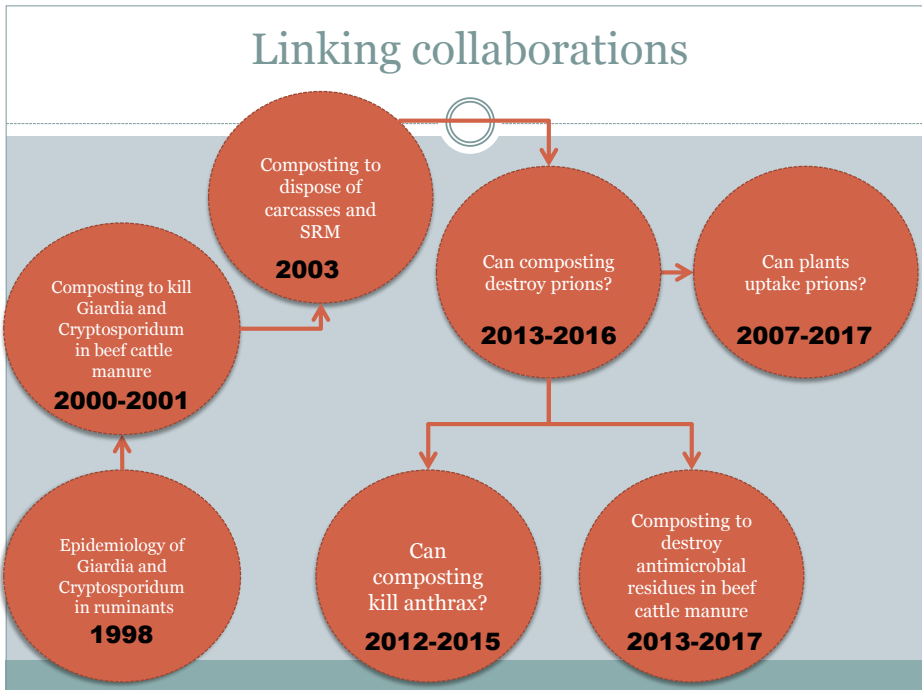 Linking collaborations
Composting to
dispose of
carcasses and
SRM
2003
Can composting
destroy prions?
2013-2016
Can plants
uptake prions?
2007-2017
Composting to kill
Giardia and
Cryptosporidum
in beef cattle
manure
2000-2001
Epidemiology of
Giardia and
Cryptosporidum
in ruminants
1998
Can
composting
kill anthrax?
2012-2015
Composting to
destroy
antimicrobial
residues in beef
cattle manure
2013-2017